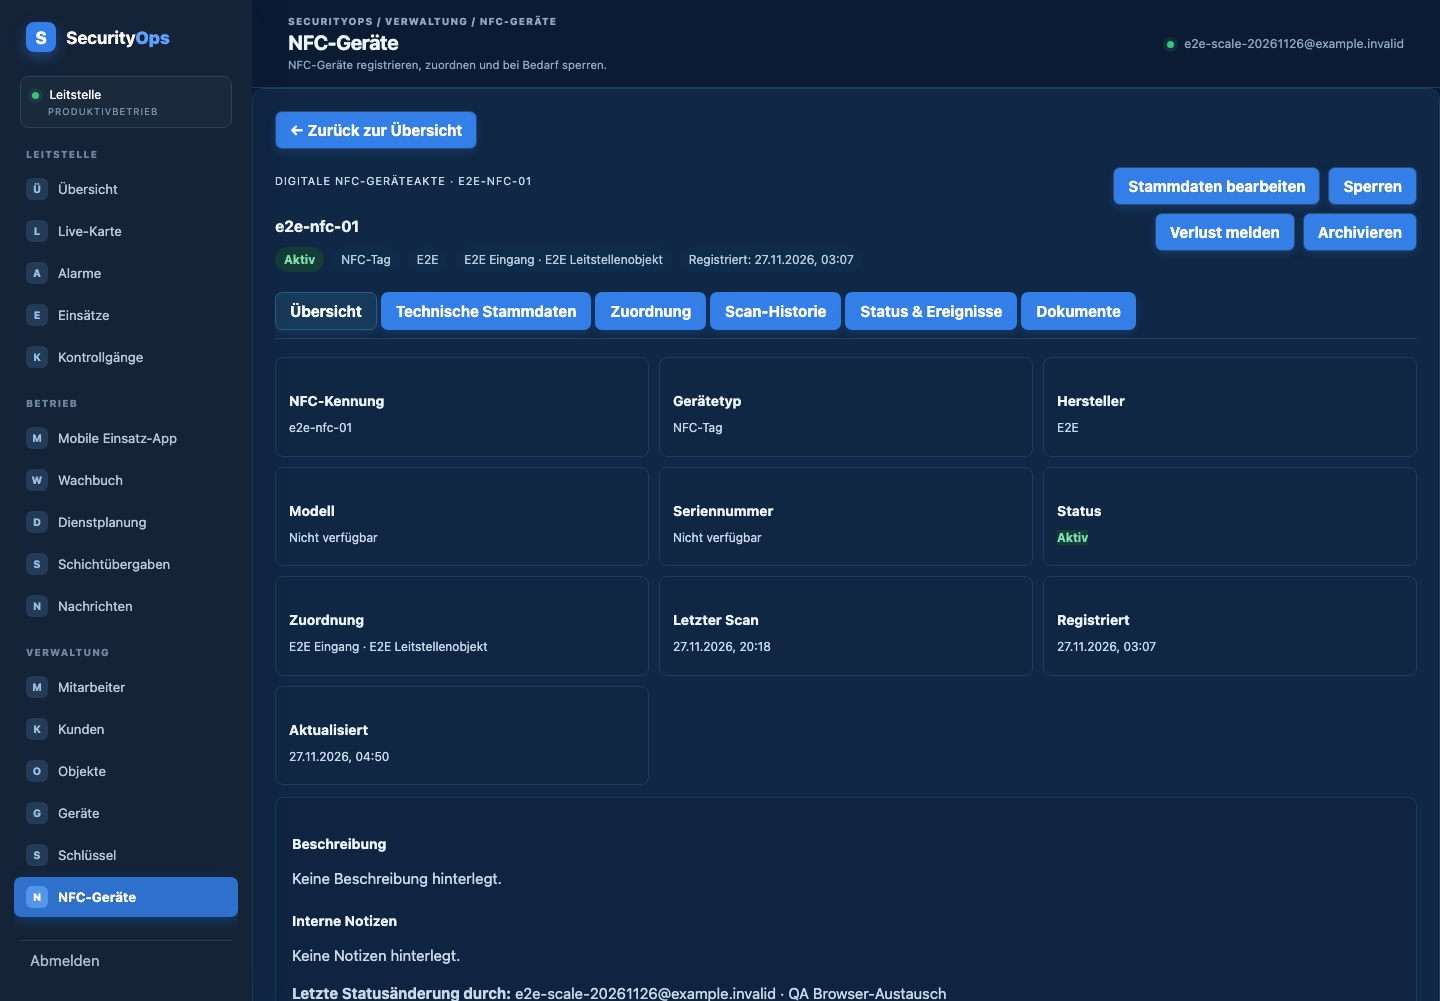 S SecurityOps
Leitstelle
PRODUKTIVBETRIEB
LEITSTELLE
Ü Übersicht
L Live-Karte
A Alarme
E Einsätze
K Kontrollgänge
BETRIEB
M Mobile Einsatz-App
W Wachbuch
D Dienstplanung
S Schichtübergaben
N Nachrichten
VERWALTUNG
M Mitarbeiter
K Kunden
O Objekte
G Geräte
S Schlüssel
N NFC-Geräte
Abmelden
SECURITYOPS / VERWALTUNG / NFC-GERÄTE
NFC-Geräte
NFC-Geräte registrieren, zuordnen und bei Bedarf sperren.
e2e-scale-20261126@example.invalid
← Zurück zur Übersicht
DIGITALE NFC-GERÄTEAKTE · E2E-NFC-01
Stammdaten bearbeiten Sperren
Verlust melden Archivieren
e2e-nfc-01
Aktiv NFC-Tag E2E E2E Eingang · E2E Leitstellenobjekt Registriert: 27.11.2026, 03:07
Übersicht Technische Stammdaten Zuordnung Scan-Historie Status & Ereignisse Dokumente
NFC-Kennung
e2e-nfc-01
Gerätetyp
NFC-Tag
Hersteller
E2E
Modell
Nicht verfügbar
Seriennummer
Nicht verfügbar
Status
Aktiv
Zuordnung
E2E Eingang · E2E Leitstellenobjekt
Letzter Scan
27.11.2026, 20:18
Registriert
27.11.2026, 03:07
Aktualisiert
27.11.2026, 04:50
Beschreibung
Keine Beschreibung hinterlegt.
Interne Notizen
Keine Notizen hinterlegt.
Letzte Statusänderung durch: e2e-scale-20261126@example.invalid · QA Browser-Austausch